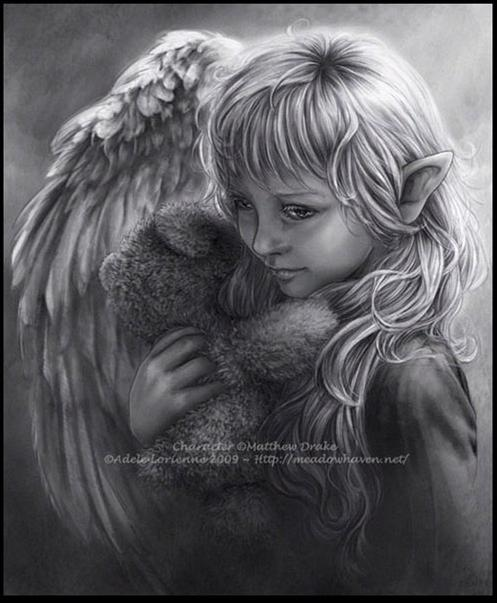 Character ©Matthew Drake
©Adele Lorienne 2009 ~ Http://meadowhaven.net/